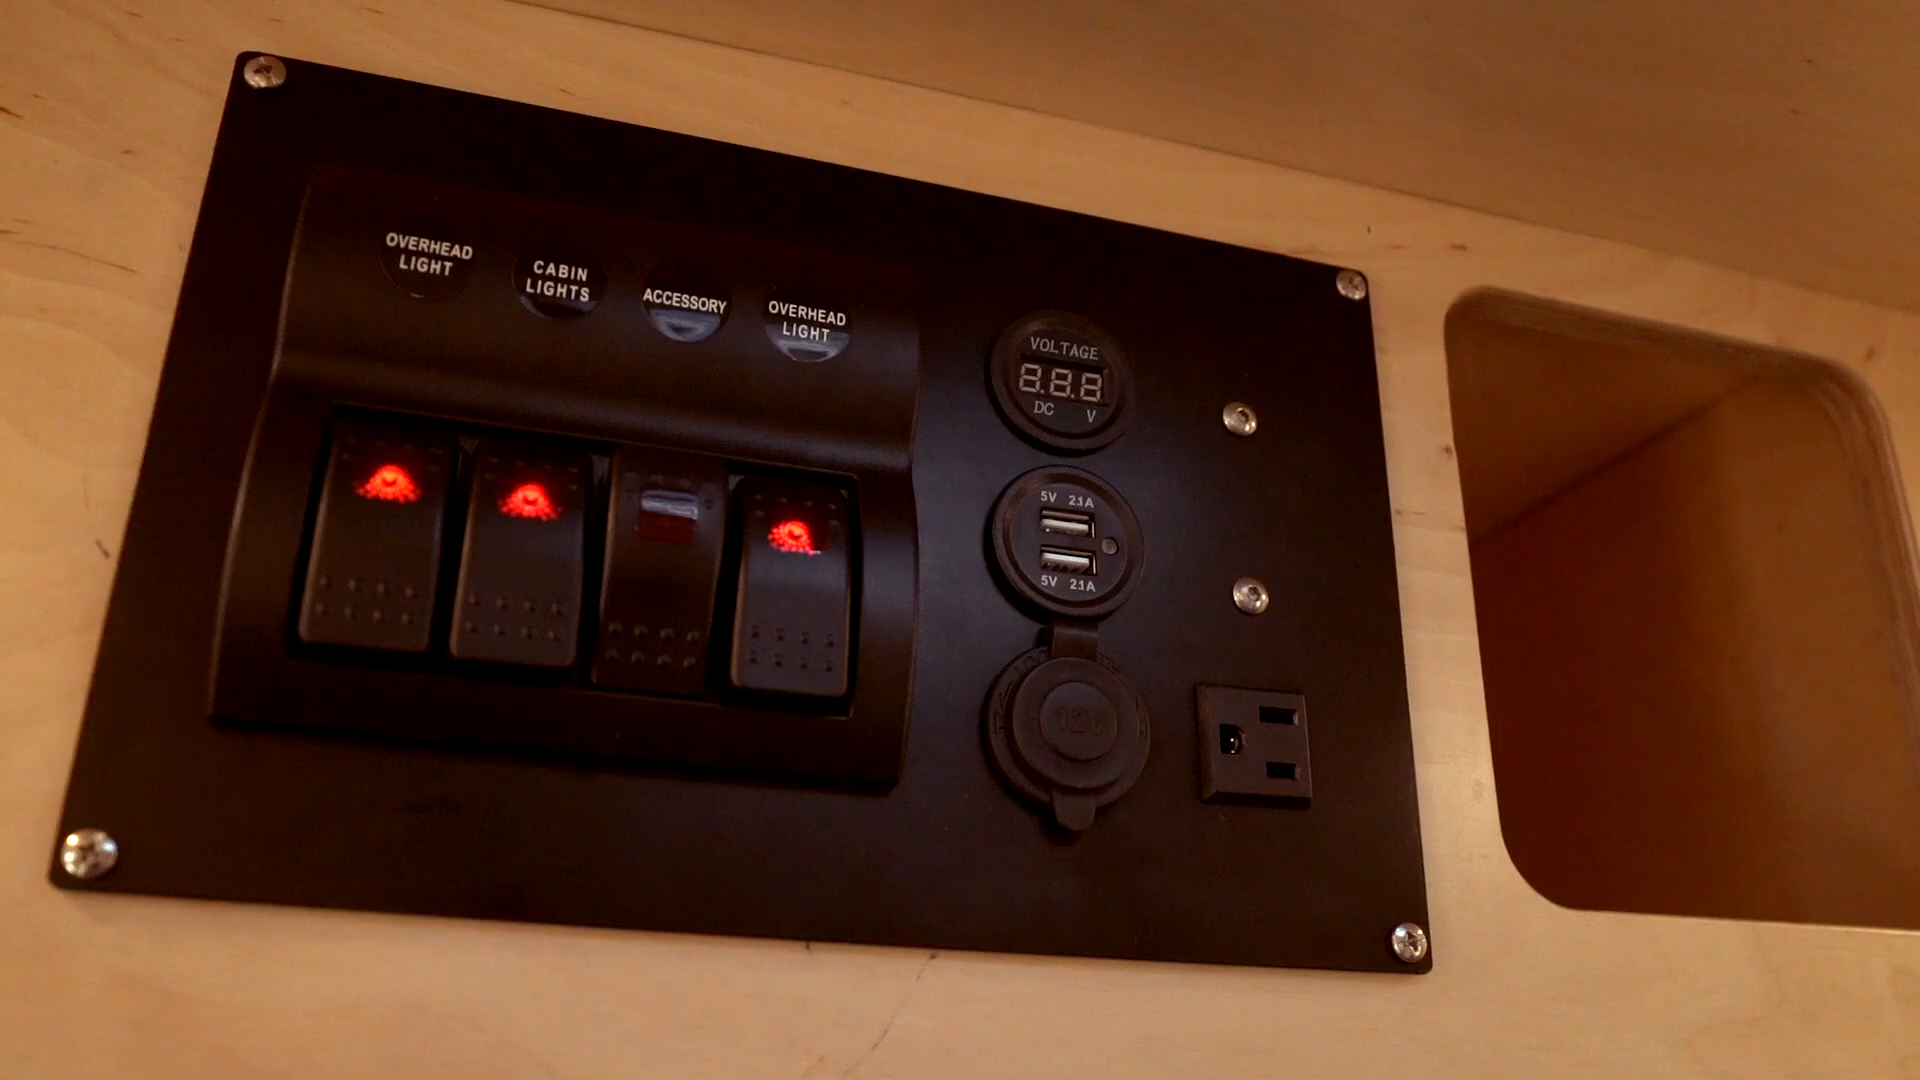 OVERHEAD
LIGHT
CABIN
LIGHTS
ACCESSORY
OVERHEAD
LIGHT
VOLTAGE
8.8.8
DC V
5V 2.1A
5V 2.1A
12V